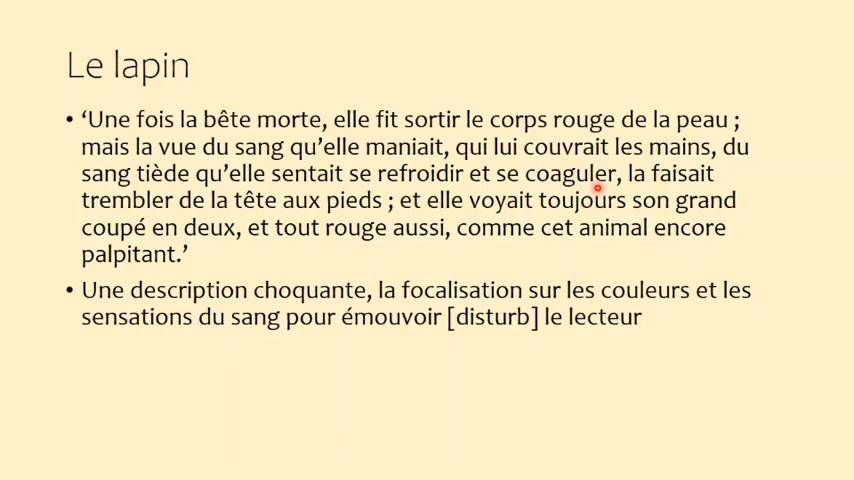 Le lapin
• ‘Une fois la bête morte, elle fit sortir le corps rouge de la peau ;
mais la vue du sang qu’elle maniait, qui lui couvrait les mains, du
sang tiède qu’elle sentait se refroidir et se coaguler, la faisait
trembler de la tête aux pieds ; et elle voyait toujours son grand
coupé en deux, et tout rouge aussi, comme cet animal encore
palpitant.’
• Une description choquante, la focalisation sur les couleurs et les
sensations du sang pour émouvoir [disturb] le lecteur